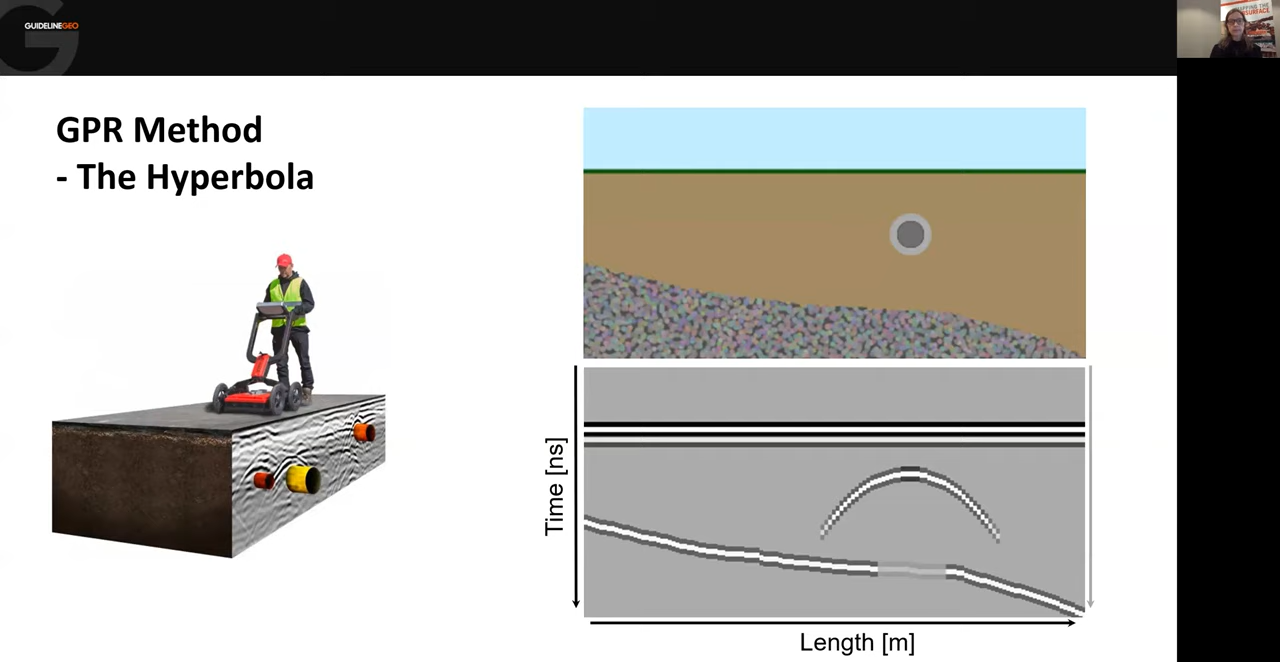 GUIDELINEGEO
GPR Method
- The Hyperbola
Time [ns]
Length [m]